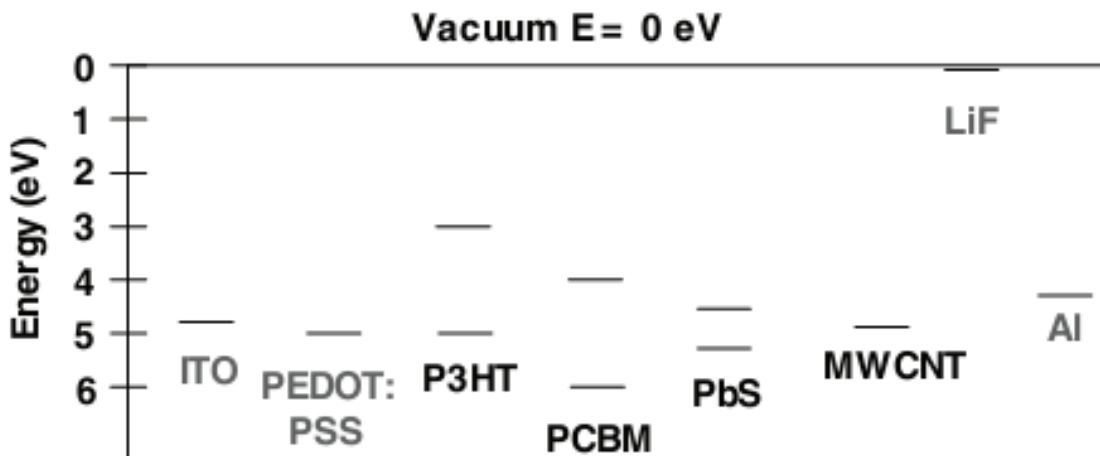 Vacuum E= 0 eV
Energy (eV)
0
1
2
3
4
5
6
ITO
PEDOT:
PSS
P3HT
PCBM
PbS
MWCNT
LiF
Al